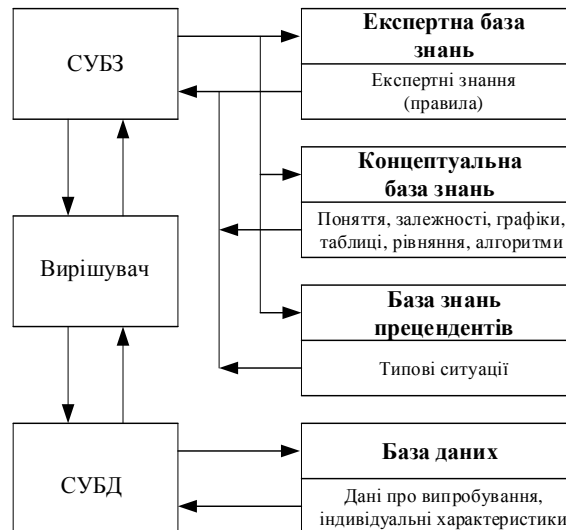 СУБЗ
Експертна база
знань
Експертні знання
(правила)
Концептуальна
база знань
Поняття, залежності, графіки,
таблиці, рівняння, алгоритми
Вирішувач
База знань
прецендентів
Типові ситуації
СУБД
База даних
Дані про випробування,
індивідуальні характеристики